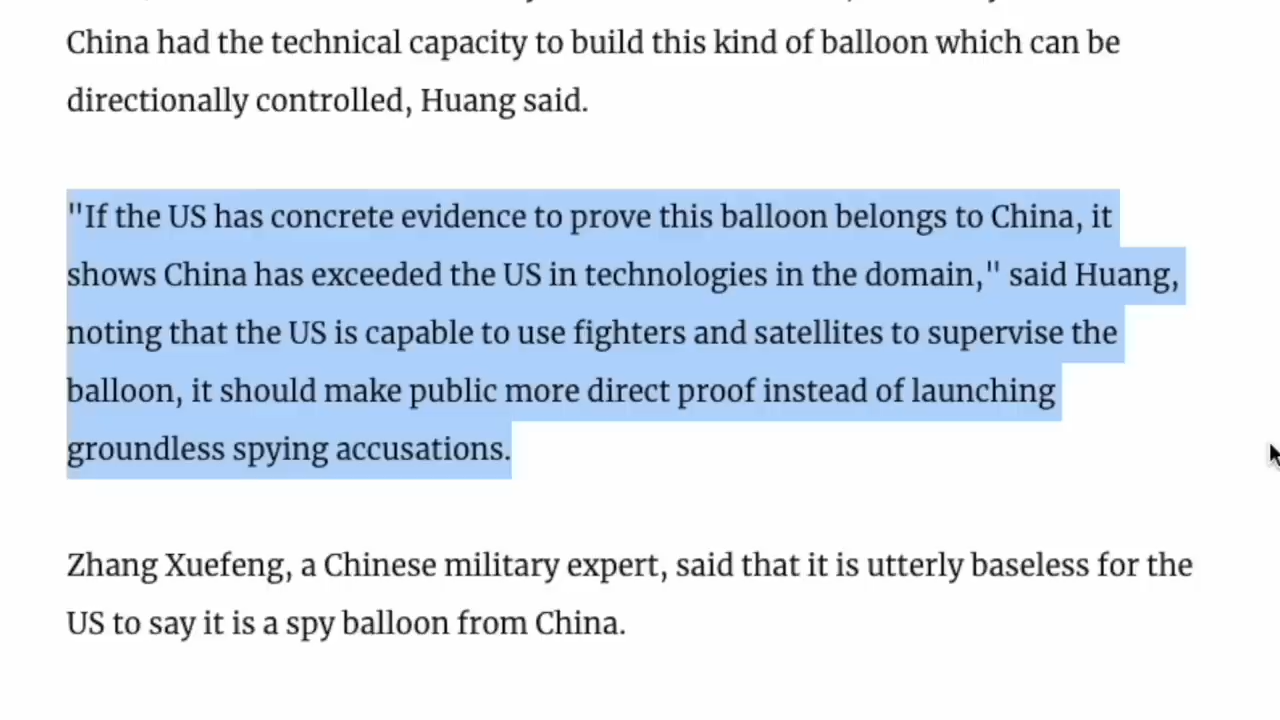 China had the technical capacity to build this kind of balloon which can be
directionally controlled, Huang said.
"If the US has concrete evidence to prove this balloon belongs to China, it
shows China has exceeded the US in technologies in the domain," said Huang,
noting that the US is capable to use fighters and satellites to supervise the
balloon, it should make public more direct proof instead of launching
groundless spying accusations.
Zhang Xuefeng, a Chinese military expert, said that it is utterly baseless for the
US to say it is a spy balloon from China.